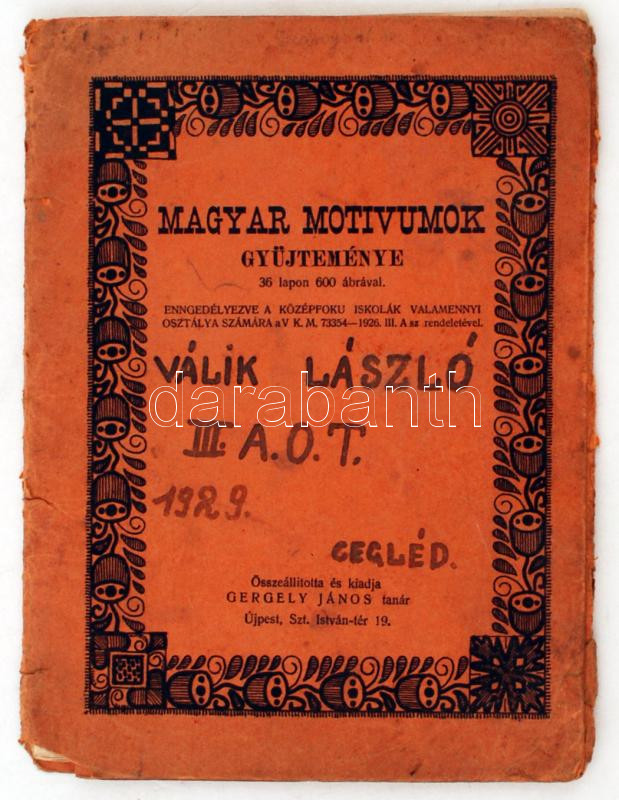 MAGYAR MOTIVUMOK
GYÜJTEMÉNYE
36 lapon 600 ábrával.
ENNGEDÉLYEZVE A KÖZÉPFOKU ISKOLÁK VALAMENNYI
OSZTÁLYA SZÁMÁRA a V K. M. 73354—1926. III. A sz rendeletével.
VÁLIK LÁSZLÓ
darabanth
III. A.O.T.
1929.
CEGLÉD.
Összeállitotta és kiadja
GERGELY JÁNOS tanár
Újpest, Szt. István-tér 19.